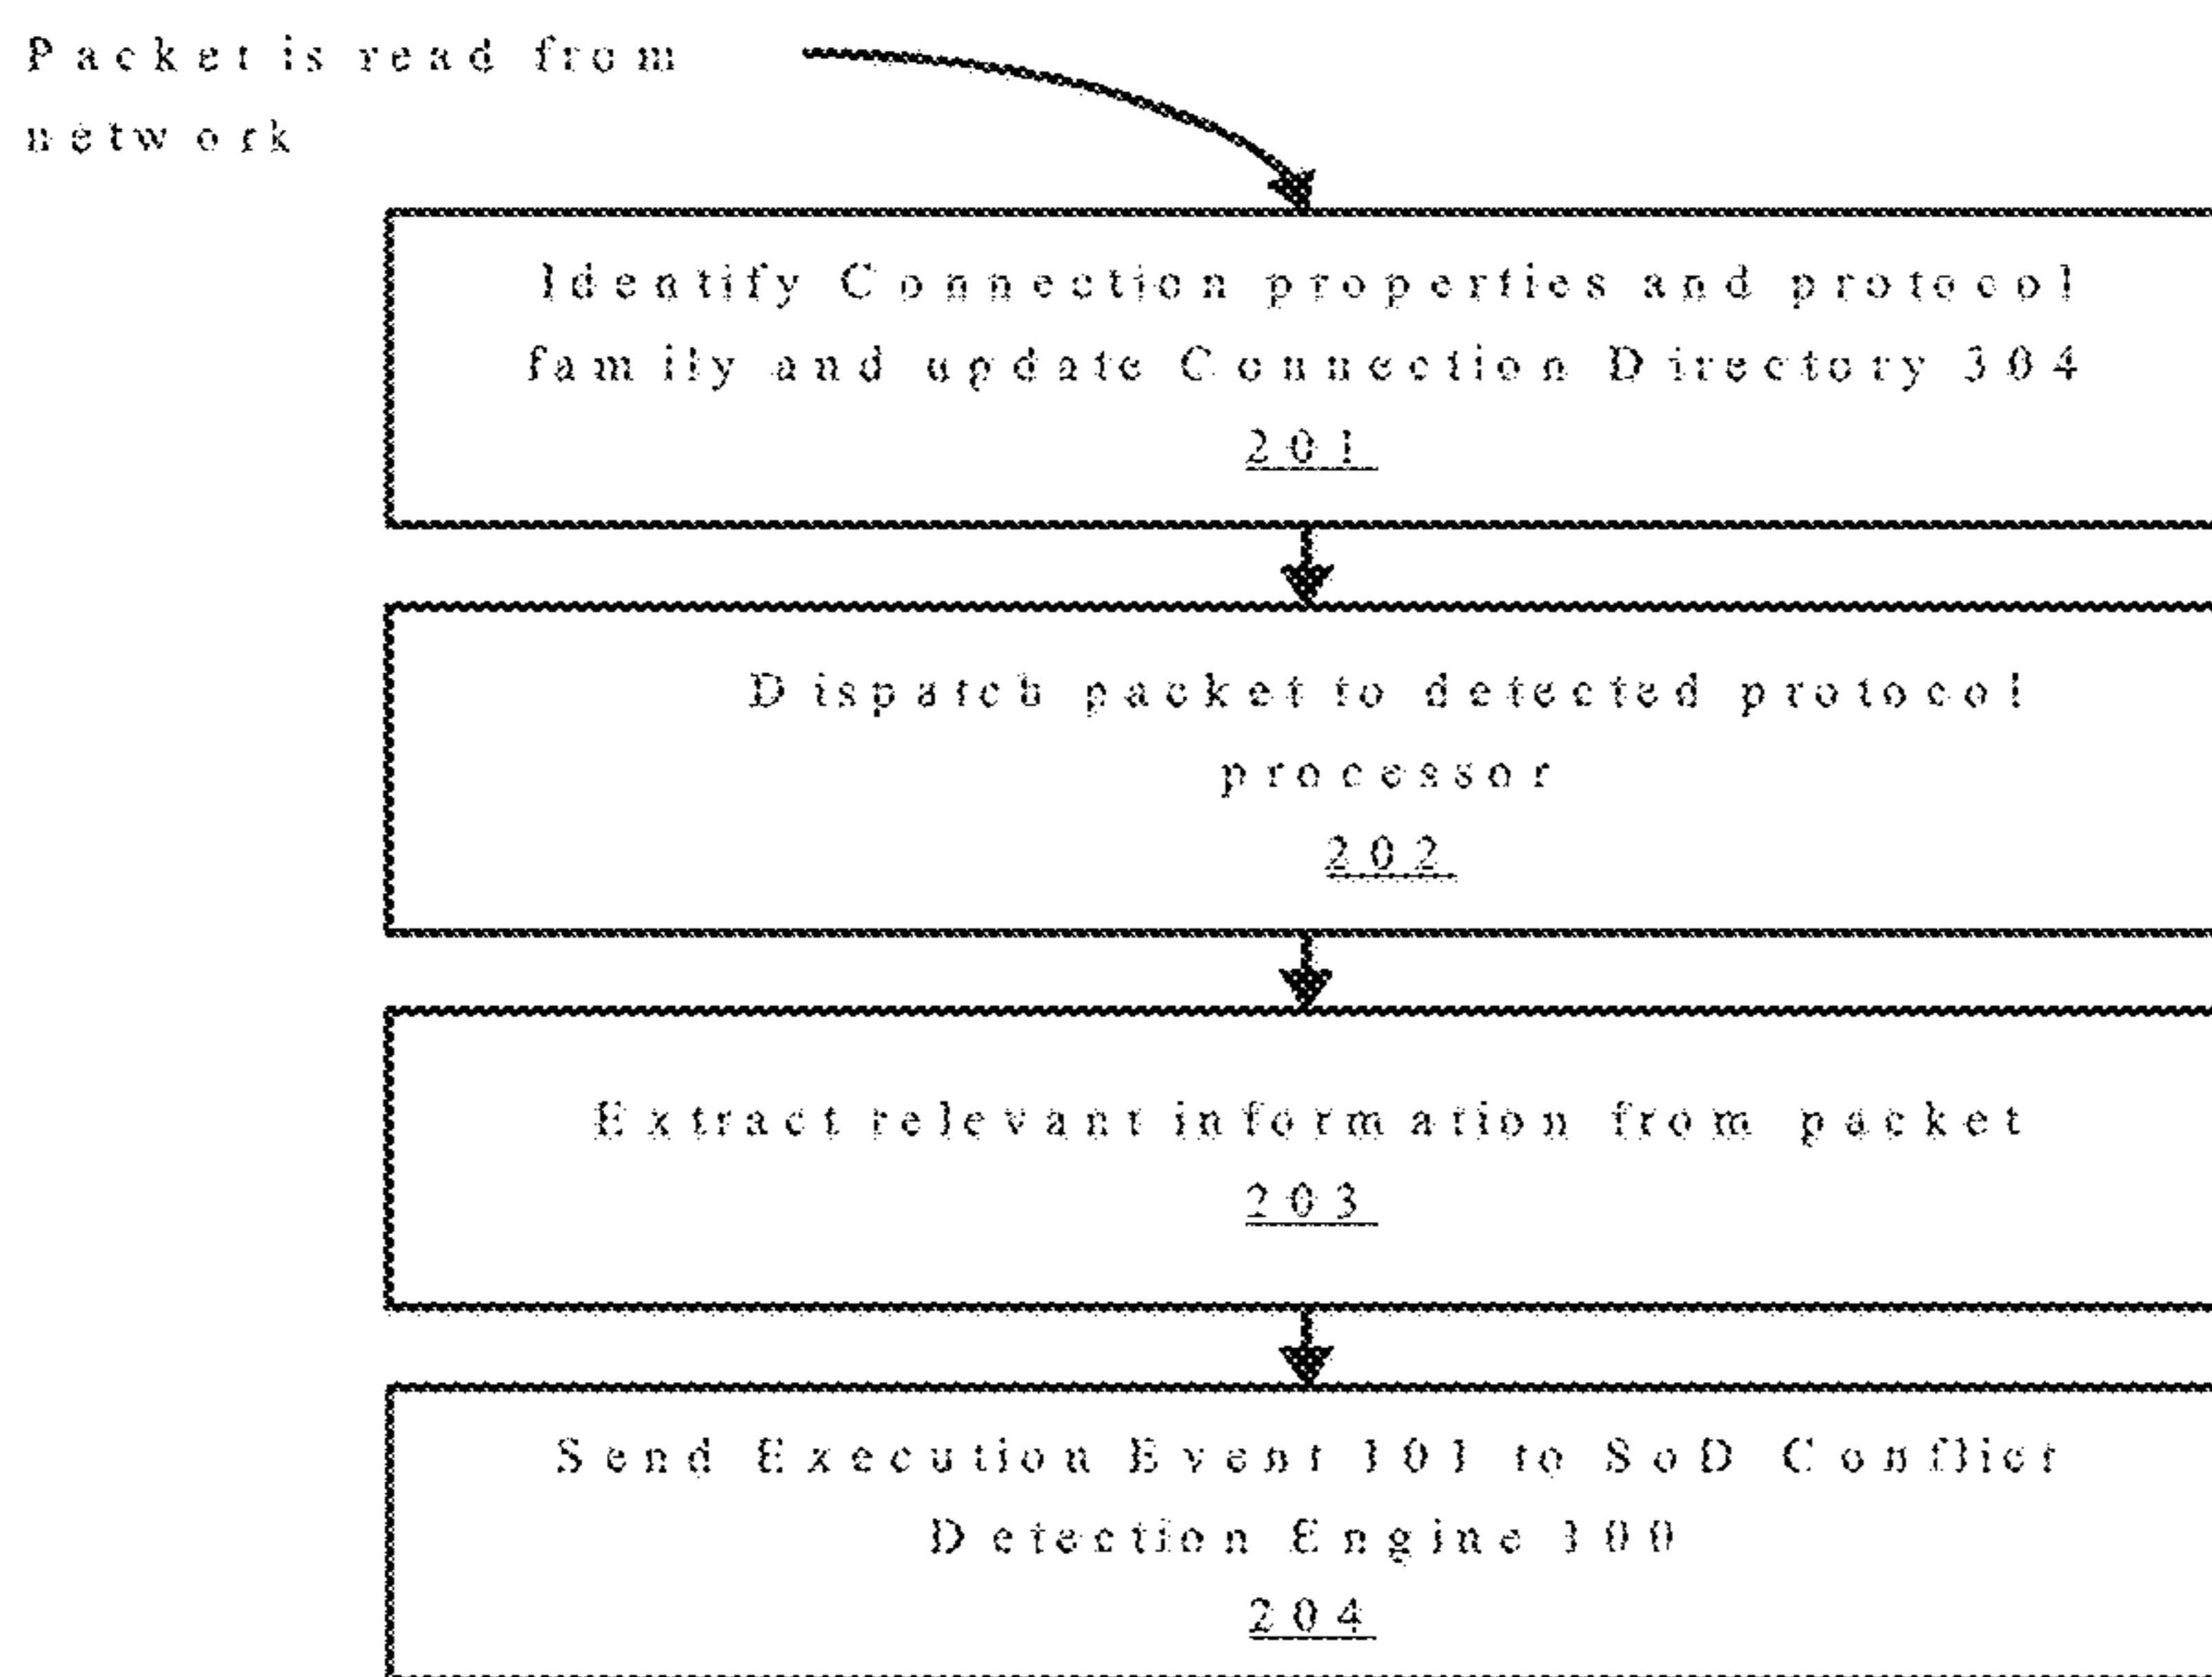 Packet is read from
network
Identify Connection properties and protocol
family and update Connection Directory 304
201
Dispatch packet to detected protocol
processor
202
Extract relevant information from packet
203
Send Execution Event 101 to SoD Conflict
Detection Engine 100
204